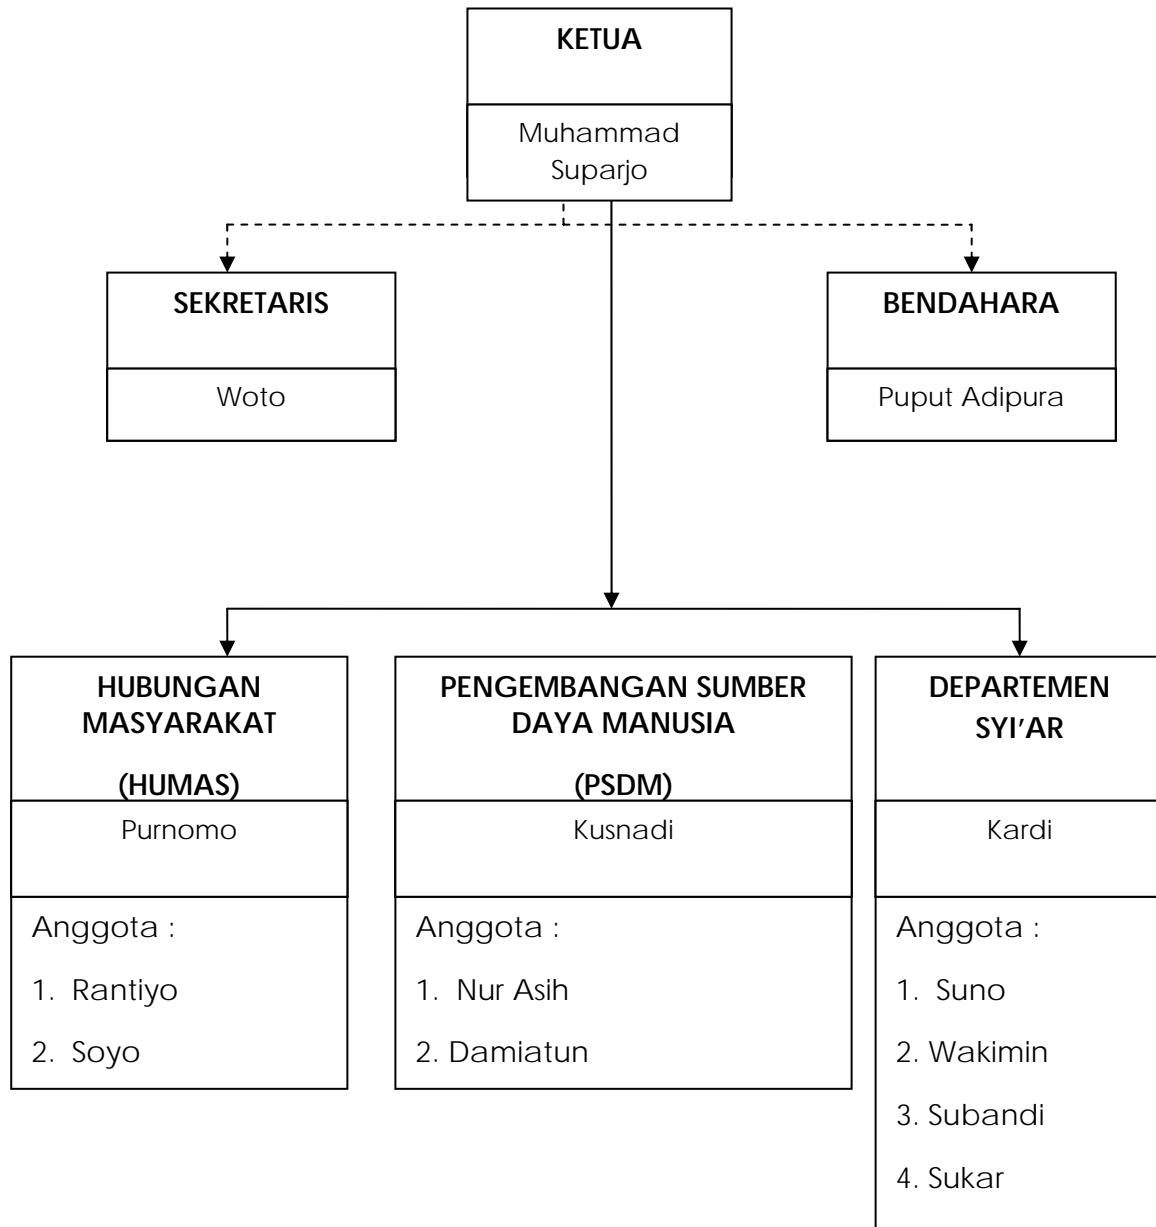 KETUA
Muhammad
Suparjo
SEKRETARIS
Woto
BENDAHARA
Puput Adipura
HUBUNGAN
MASYARAKAT
(HUMAS)
Purnomo
Anggota :
1. Rantiyo
2. Soyo
PENGEMBANGAN SUMBER
DAYA MANUSIA
(PSDM)
Kusnadi
Anggota :
1. Nur Asih
2. Damiatun
DEPARTEMEN
SYI’AR
Kardi
Anggota :
1. Suno
2. Wakimin
3. Subandi
4. Sukar